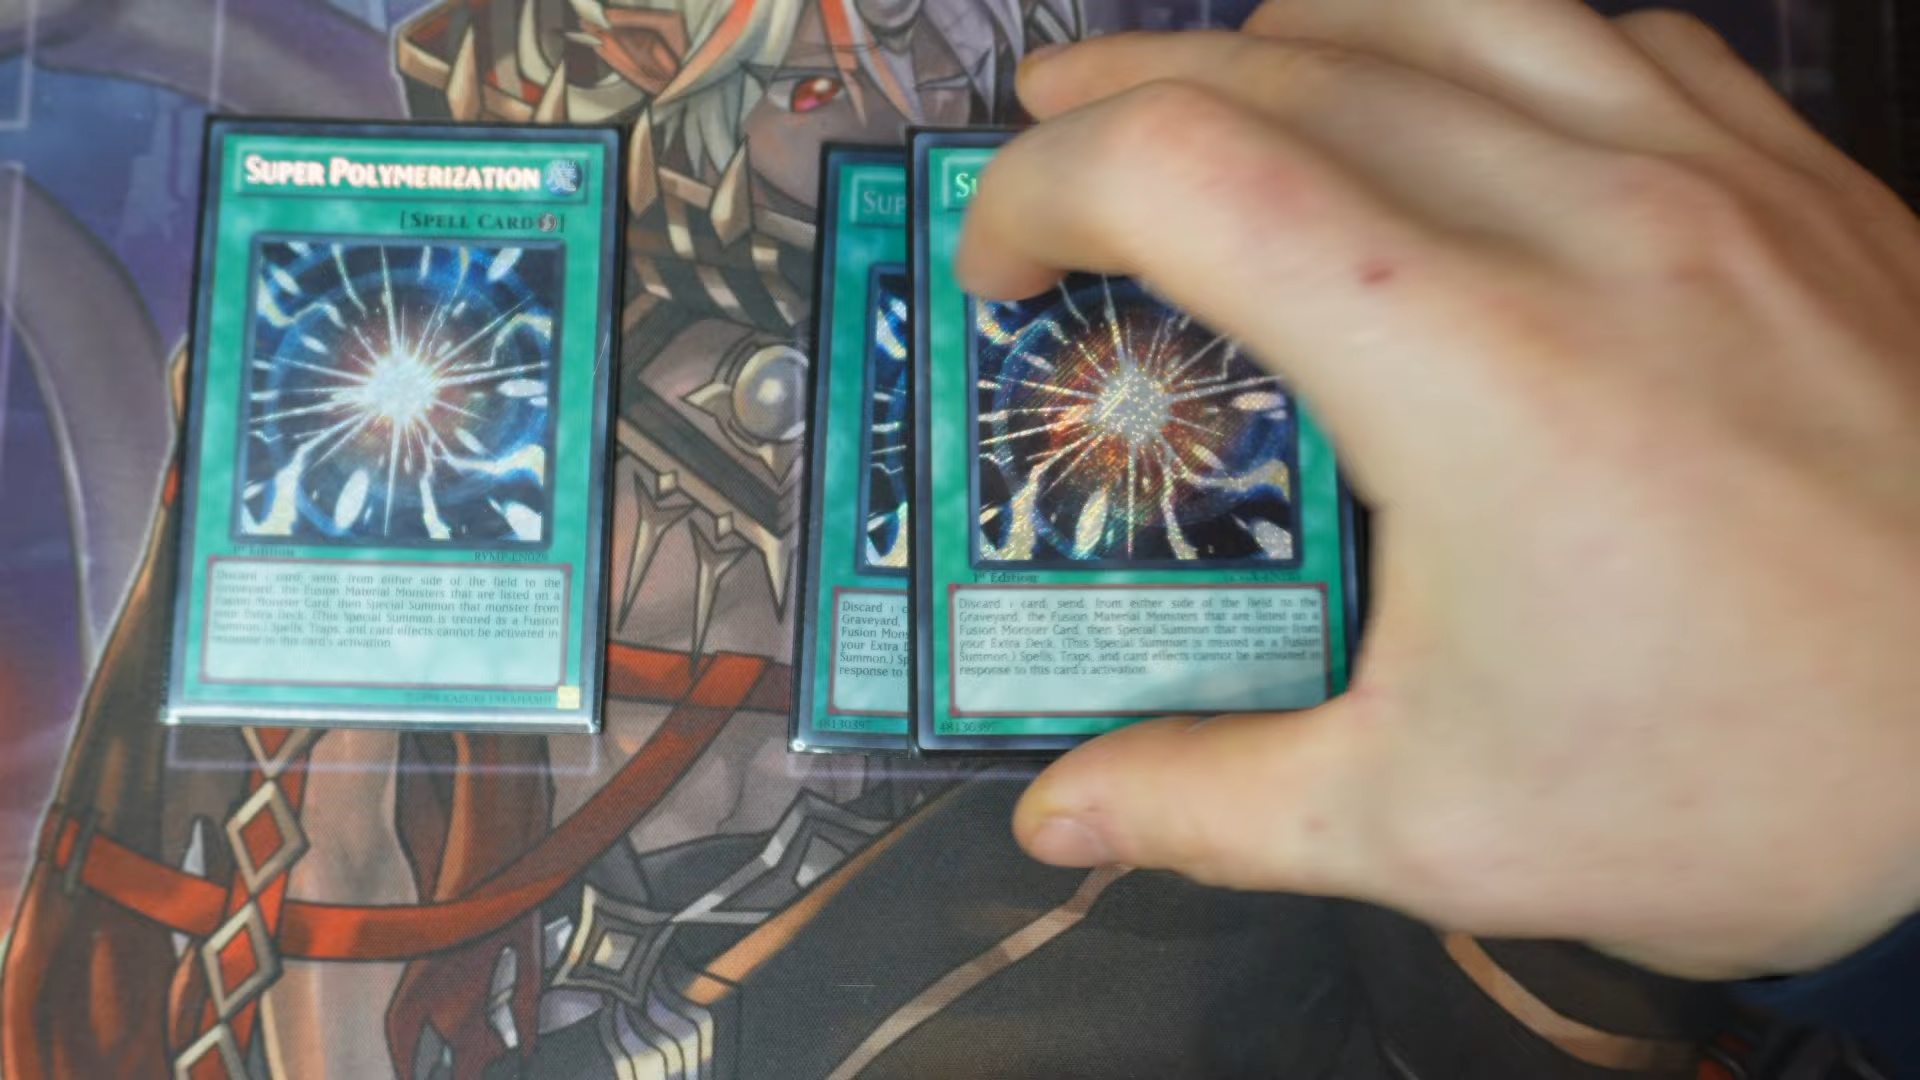 SUPER POLYMERIZATION
[SPELL CARD]
1st Edition
RYMP-EN029
Discard 1 card; send, from either side of the field to the
Graveyard, the Fusion Material Monsters that are listed on a
Fusion Monster Card, then Special Summon that monster from
your Extra Deck. (This Special Summon is treated as a Fusion
Summon.) Spells, Traps, and card effects cannot be activated in
response to this card's activation.
KAZUKI TAKAHASHI
SUP
Discard 1 c
Graveyard,
Fusion Mons
your Extra D
Summon.) Sp
response to
48130397
SU
1st Edition
Discard 1 card; send, from either side of the field to the
Graveyard, the Fusion Material Monsters that are listed on a
Fusion Monster Card, then Special Summon that monster from
your Extra Deck. (This Special Summon is treated as a Fusion
Summon.) Spells, Traps, and card effects cannot be activated in
response to this card's activation.
48130397